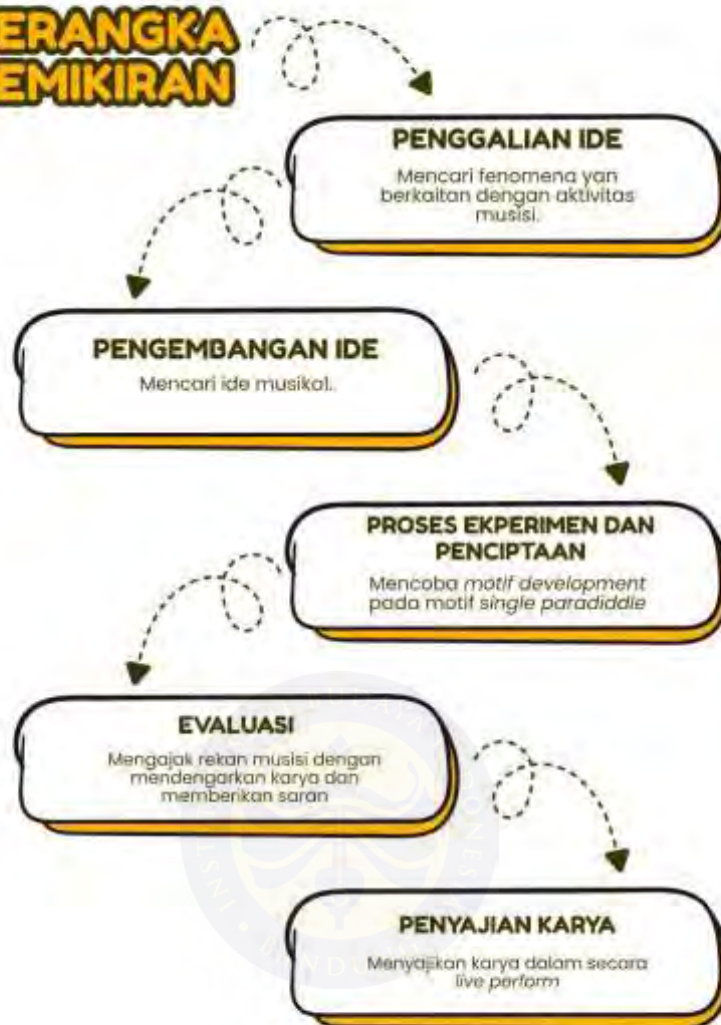 ERANGKA
EMIKIRAN
PENGGALIAN IDE
Mencari fenomena yan
berkaitan dengan aktivitas
musisi.
PENGEMBANGAN IDE
Mencari ide musikal.
PROSES EKPERIMEN DAN
PENCIPTAAN
Mencoba motif development
pada motif single paradiddle
EVALUASI
Mengajak rekan musisi dengan
mendengarkan karya dan
memberikan saran
PENYAJIAN KARYA
Menyajikan karya dalam secara
live perform